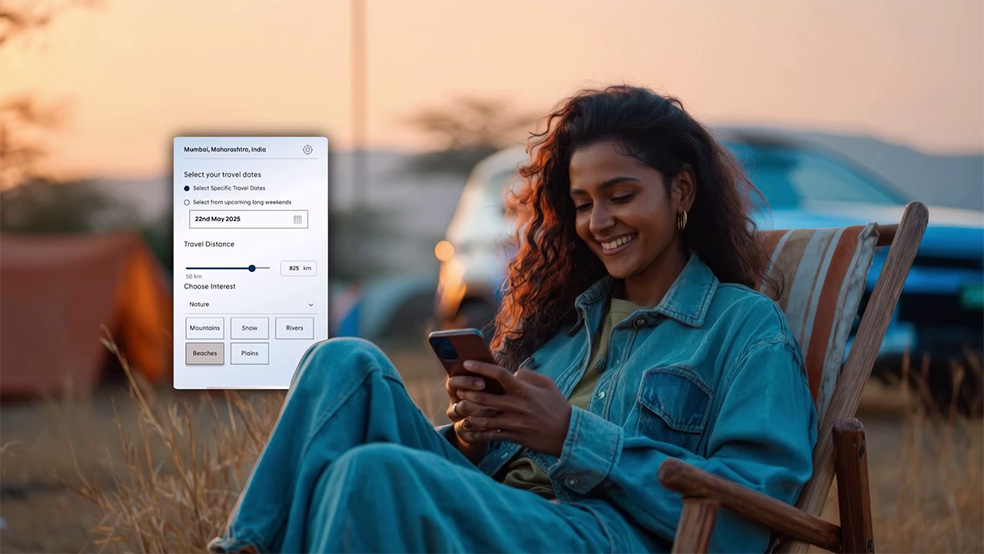 Mumbai, Maharashtra, India
Select your travel dates
Select Specific Travel Dates
Select from upcoming long weekends
22nd May 2025
Travel Distance
825 km
50 km
Choose Interest
Nature
Mountains Snow Rivers
Beaches Plains